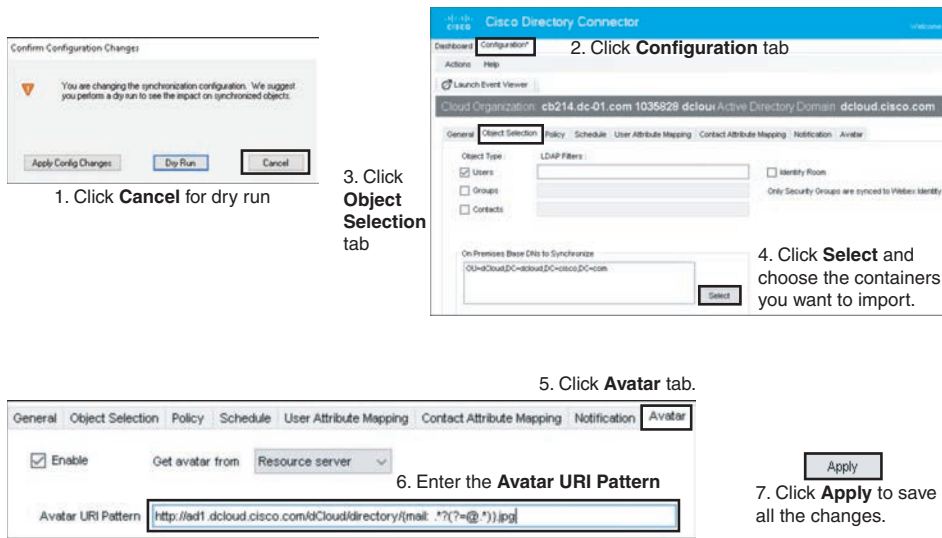 Confirm Configuration Changes
You are changing the synchronization configuration. We suggest
you perform a dry run to see the impact on synchronized objects.
Apply Config Changes
Dry Run
Cancel
1. Click Cancel for dry run
CISCO
Cisco Directory Connector
Welcome
Dashboard
Configuration*
2. Click Configuration tab
Actions
Help
Launch Event Viewer
Cloud Organization: cb214.dc-01.com 1035828 dclou Active Directory Domain dcloud.cisco.com
General
Object Selection
Policy
Schedule
User Attribute Mapping
Contact Attribute Mapping
Notification
Avatar
3. Click
Object
Selection
tab
Object Type :
LDAP Filters :
Users
Identify Room
Groups
Only Security Groups are synced to Webex Identity
Contacts
On Premises Base DNs to Synchronize
OU=dCloud,DC=dcloud,DC=cisco,DC=com
Select
4. Click Select and
choose the containers
you want to import.
5. Click Avatar tab.
General
Object Selection
Policy
Schedule
User Attribute Mapping
Contact Attribute Mapping
Notification
Avatar
Enable
Get avatar from
Resource server
6. Enter the Avatar URI Pattern
Avatar URI Pattern
http://ad1.dcloud.cisco.com/dCloud/directory/{mail: .*?(?=@.*)}.jpg
Apply
7. Click Apply to save
all the changes.